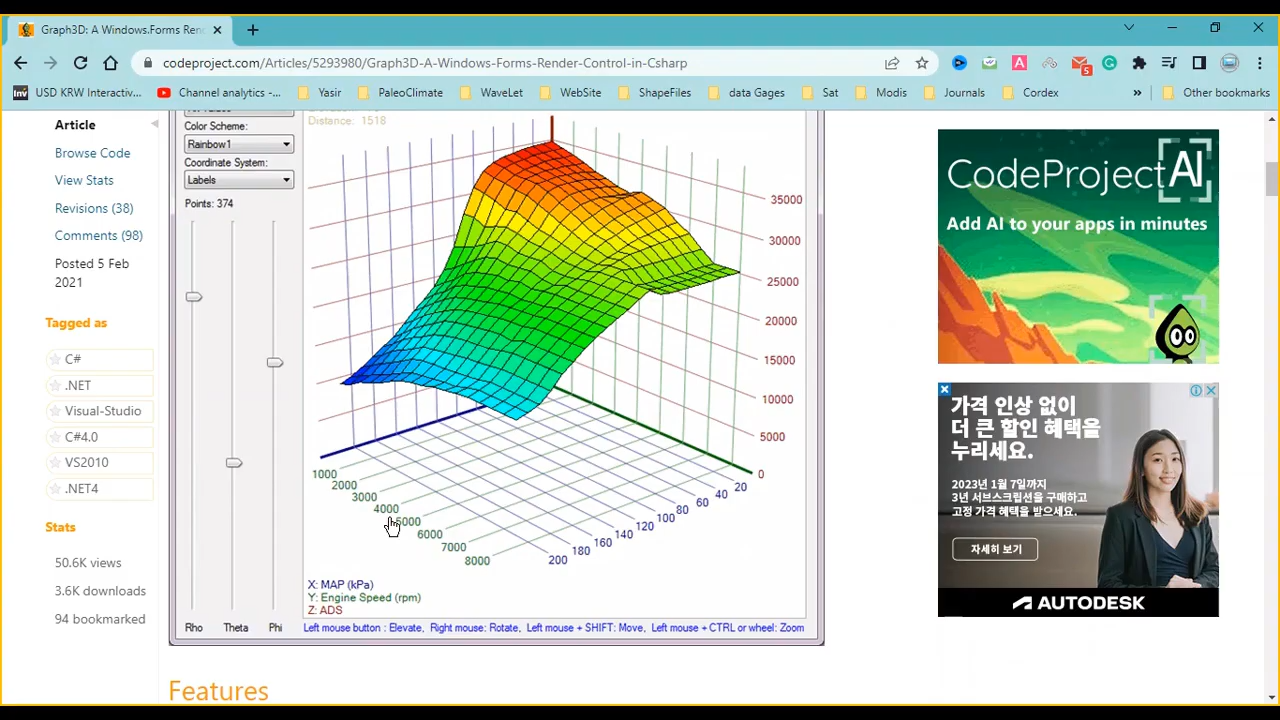 Graph3D: A Windows.Forms Ren
codeproject.com/Articles/5293980/Graph3D-A-Windows-Forms-Render-Control-in-Csharp
A
5
G
Inv USD KRW Interactiv... Channel analytics -... Yasir PaleoClimate WaveLet WebSite ShapeFiles data Gages Sat Modis Journals Cordex » Other bookmarks
Article
Browse Code
View Stats
Revisions (38)
Comments (98)
Posted 5 Feb
2021
Tagged as
C#
.NET
Visual-Studio
C#4.0
VS2010
.NET4
Stats
50.6K views
3.6K downloads
94 bookmarked
Color Scheme:
Rainbow1
Coordinate System:
Labels
Points: 374
Rho Theta Phi
Distance: 1518
35000
30000
25000
20000
15000
10000
5000
0
1000
2000
3000
4000
5000
6000
7000
8000
20
40
60
80
100
120
140
160
180
200
X: MAP (kPa)
Y: Engine Speed (rpm)
Z: ADS
Left mouse button : Elevate, Right mouse: Rotate, Left mouse + SHIFT: Move, Left mouse + CTRL or wheel: Zoom
Features
CodeProject AI
Add AI to your apps in minutes
가격 인상 없이
더 큰 할인 혜택을
누리세요.
2023년 1월 7일까지
3년 서브스크립션을 구매하고
고정 가격 혜택을 받으세요.
자세히 보기
AUTODESK